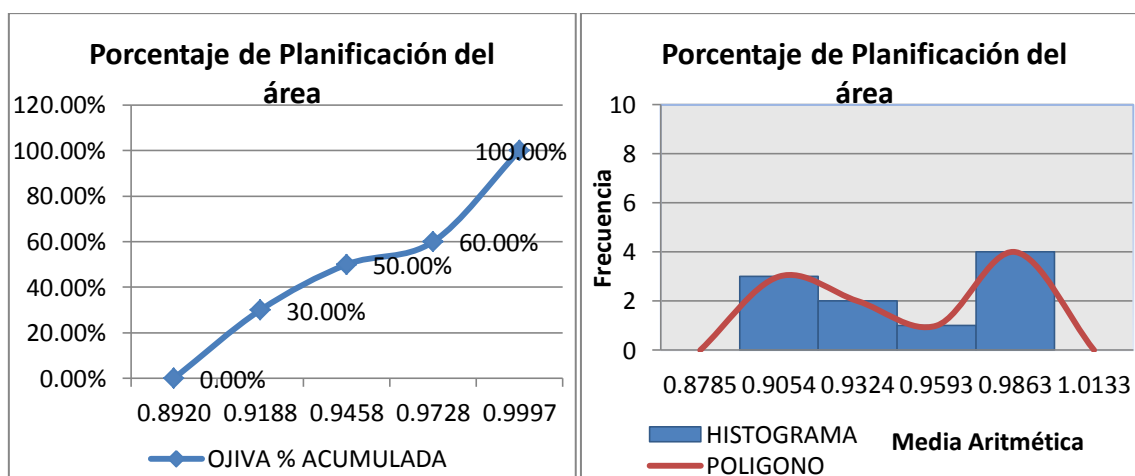 Porcentaje de Planificación del
área
120.00%
100.00%
80.00%
60.00%
40.00%
20.00%
0.00%
100.00%
60.00%
50.00%
30.00%
0.00%
0.8920 0.9188 0.9458 0.9728 0.9997
OJIVA % ACUMULADA
Porcentaje de Planificación del
área
Frecuencia
10
8
6
4
2
0
0.8785 0.9054 0.9324 0.9593 0.9863 1.0133
HISTOGRAMA
Media Aritmética
POLIGONO